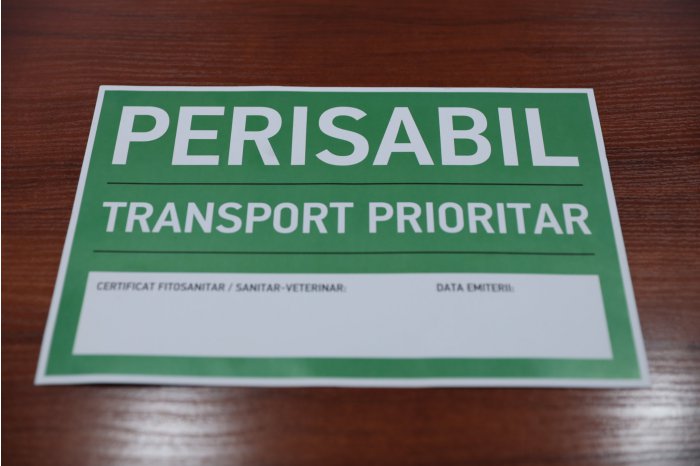 PERISABIL
TRANSPORT PRIORITAR
CERTIFICAT FITOSANITAR / SANITAR-VETERINAR: DATA EMITERII: